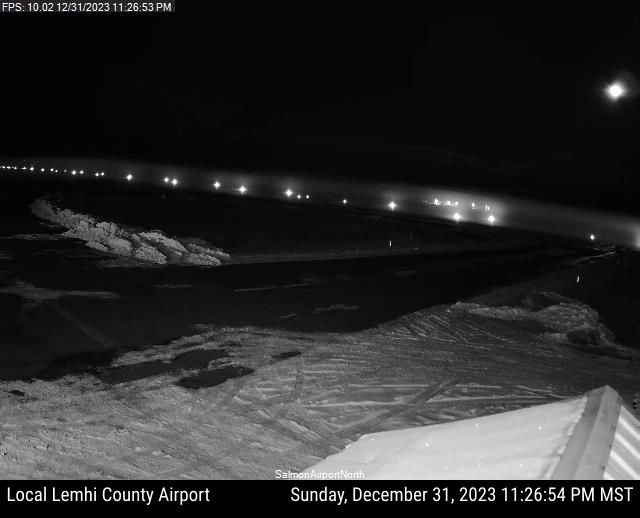 FPS: 10.02 12/31/2023 11:26:53 PM
SalmonAirportNorth
Local Lemhi County Airport Sunday, December 31, 2023 11:26:54 PM MST